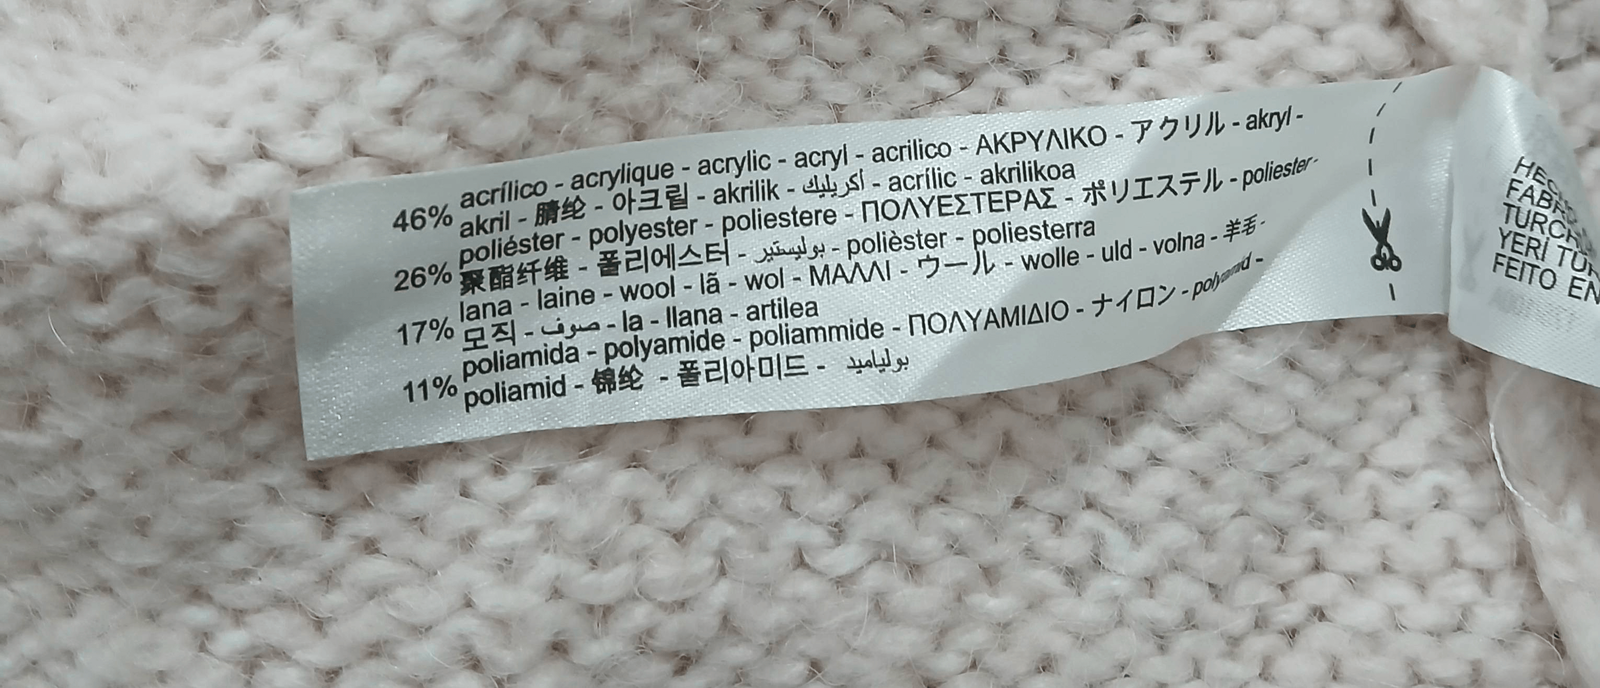 46% acrílico - acrylique - acrylic - acryl - acrilico - ΑΚΡΥΛΙΚΟ - アクリル - akryl -
akril - 腈纶 - 아크릴 - akrilik - أكريليك - acrílic - akrilikoa
26% poliéster - polyester - poliestere - ΠΟΛΥΕΣΤΕΡΑΣ - ポリエステル - poliester-
聚酯纤维 - 폴리에스터 - بوليستير - polièster - poliesterra
17% lana - laine - wool - lã - wol - ΜΑΛΛΙ - ウール - wolle - uld - volna - 羊毛 -
모직 - صوف - la - llana - artilea
11% poliamida - polyamide - poliammide - ΠΟΛΥΑΜΙΔΙΟ - ナイロン - polyamid -
poliamid - 锦纶 - 폴리아미드 - بولياميد
YERİ
FEITO EN